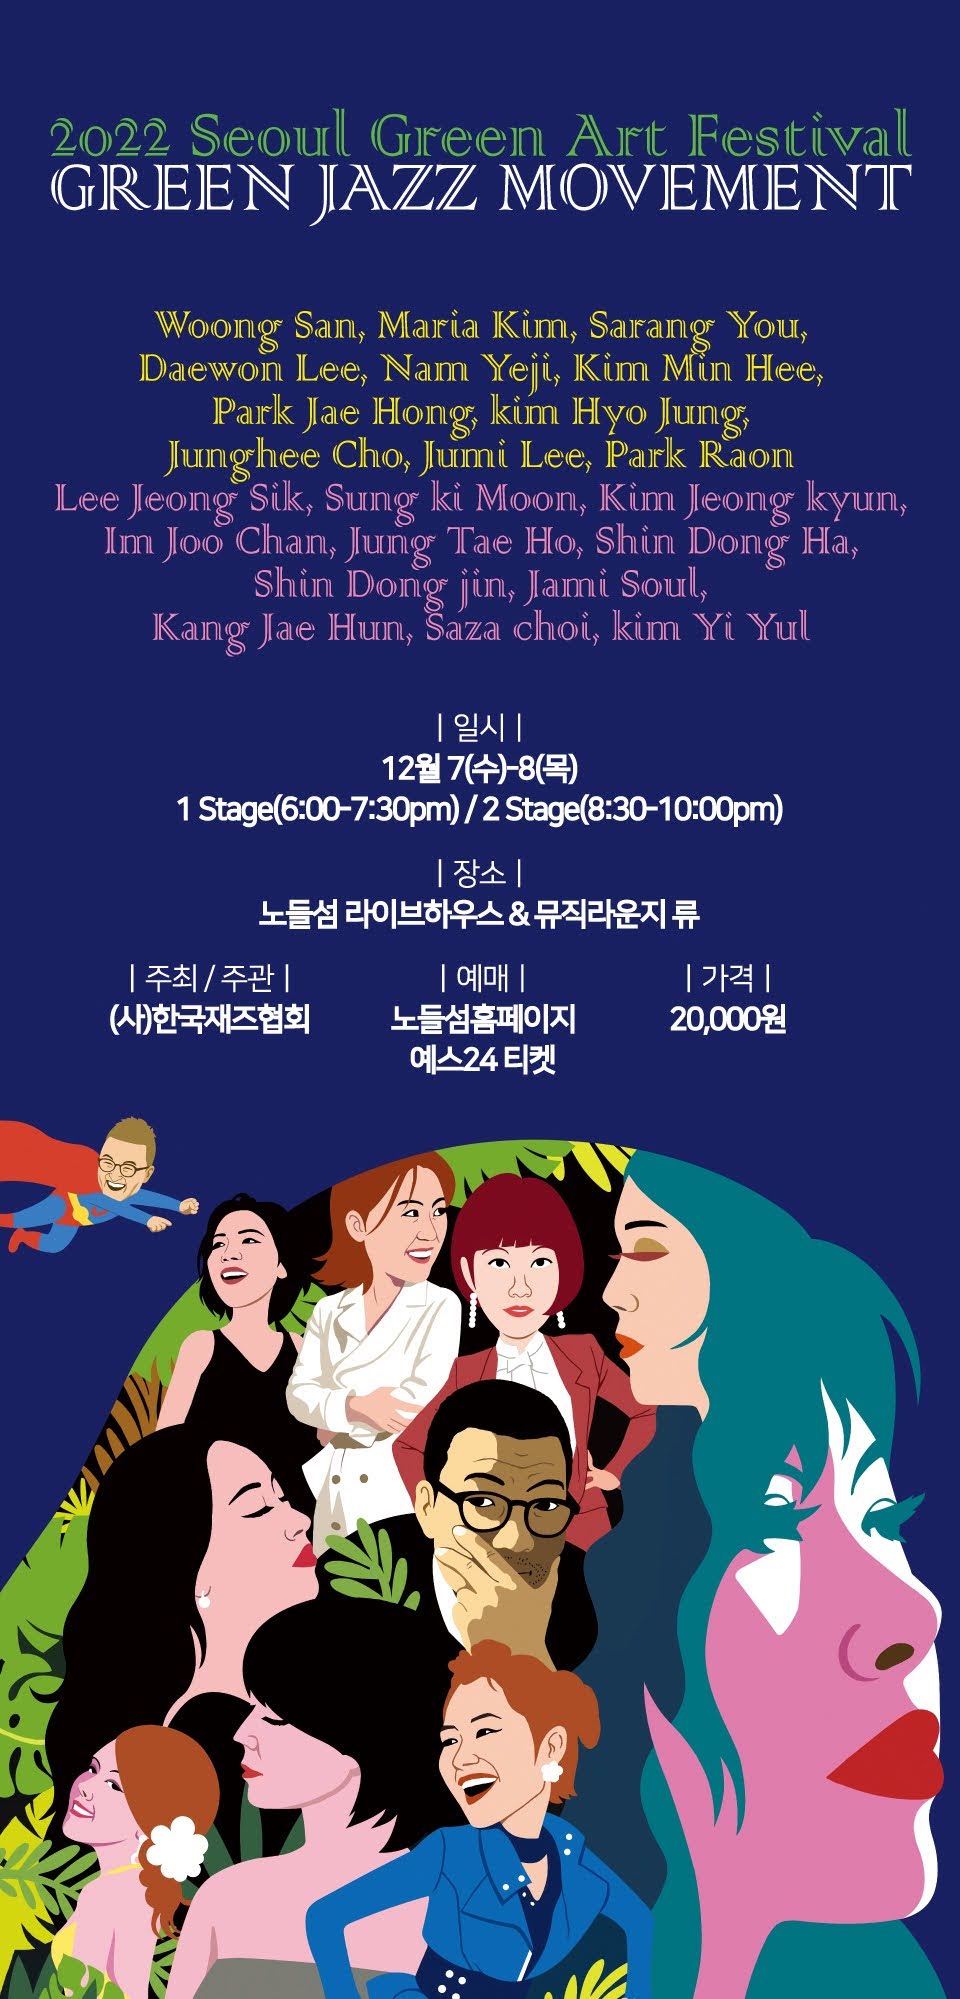 2022 Seoul Green Art Festival
GREEN JAZZ MOVEMENT
Woong San, Maria Kim, Sarang You,
Daewon Lee, Nam Yeji, Kim Min Hee,
Park Jae Hong, kim Hyo Jung,
Junghee Cho, Jumi Lee, Park Raon
Lee Jeong Sik, Sung ki Moon, Kim Jeong kyun,
Im Joo Chan, Jung Tae Ho, Shin Dong Ha,
Shin Dong jin, Jami Soul,
Kang Jae Hun, Saza choi, kim Yi Yul
| 일시 |
12월 7(수)-8(목)
1 Stage(6:00-7:30pm) / 2 Stage(8:30-10:00pm)
| 장소 |
노들섬 라이브하우스 & 뮤직라운지 류
| 주최 / 주관 |
(사)한국재즈협회
| 예매 |
노들섬홈페이지
예스24 티켓
| 가격 |
20,000원